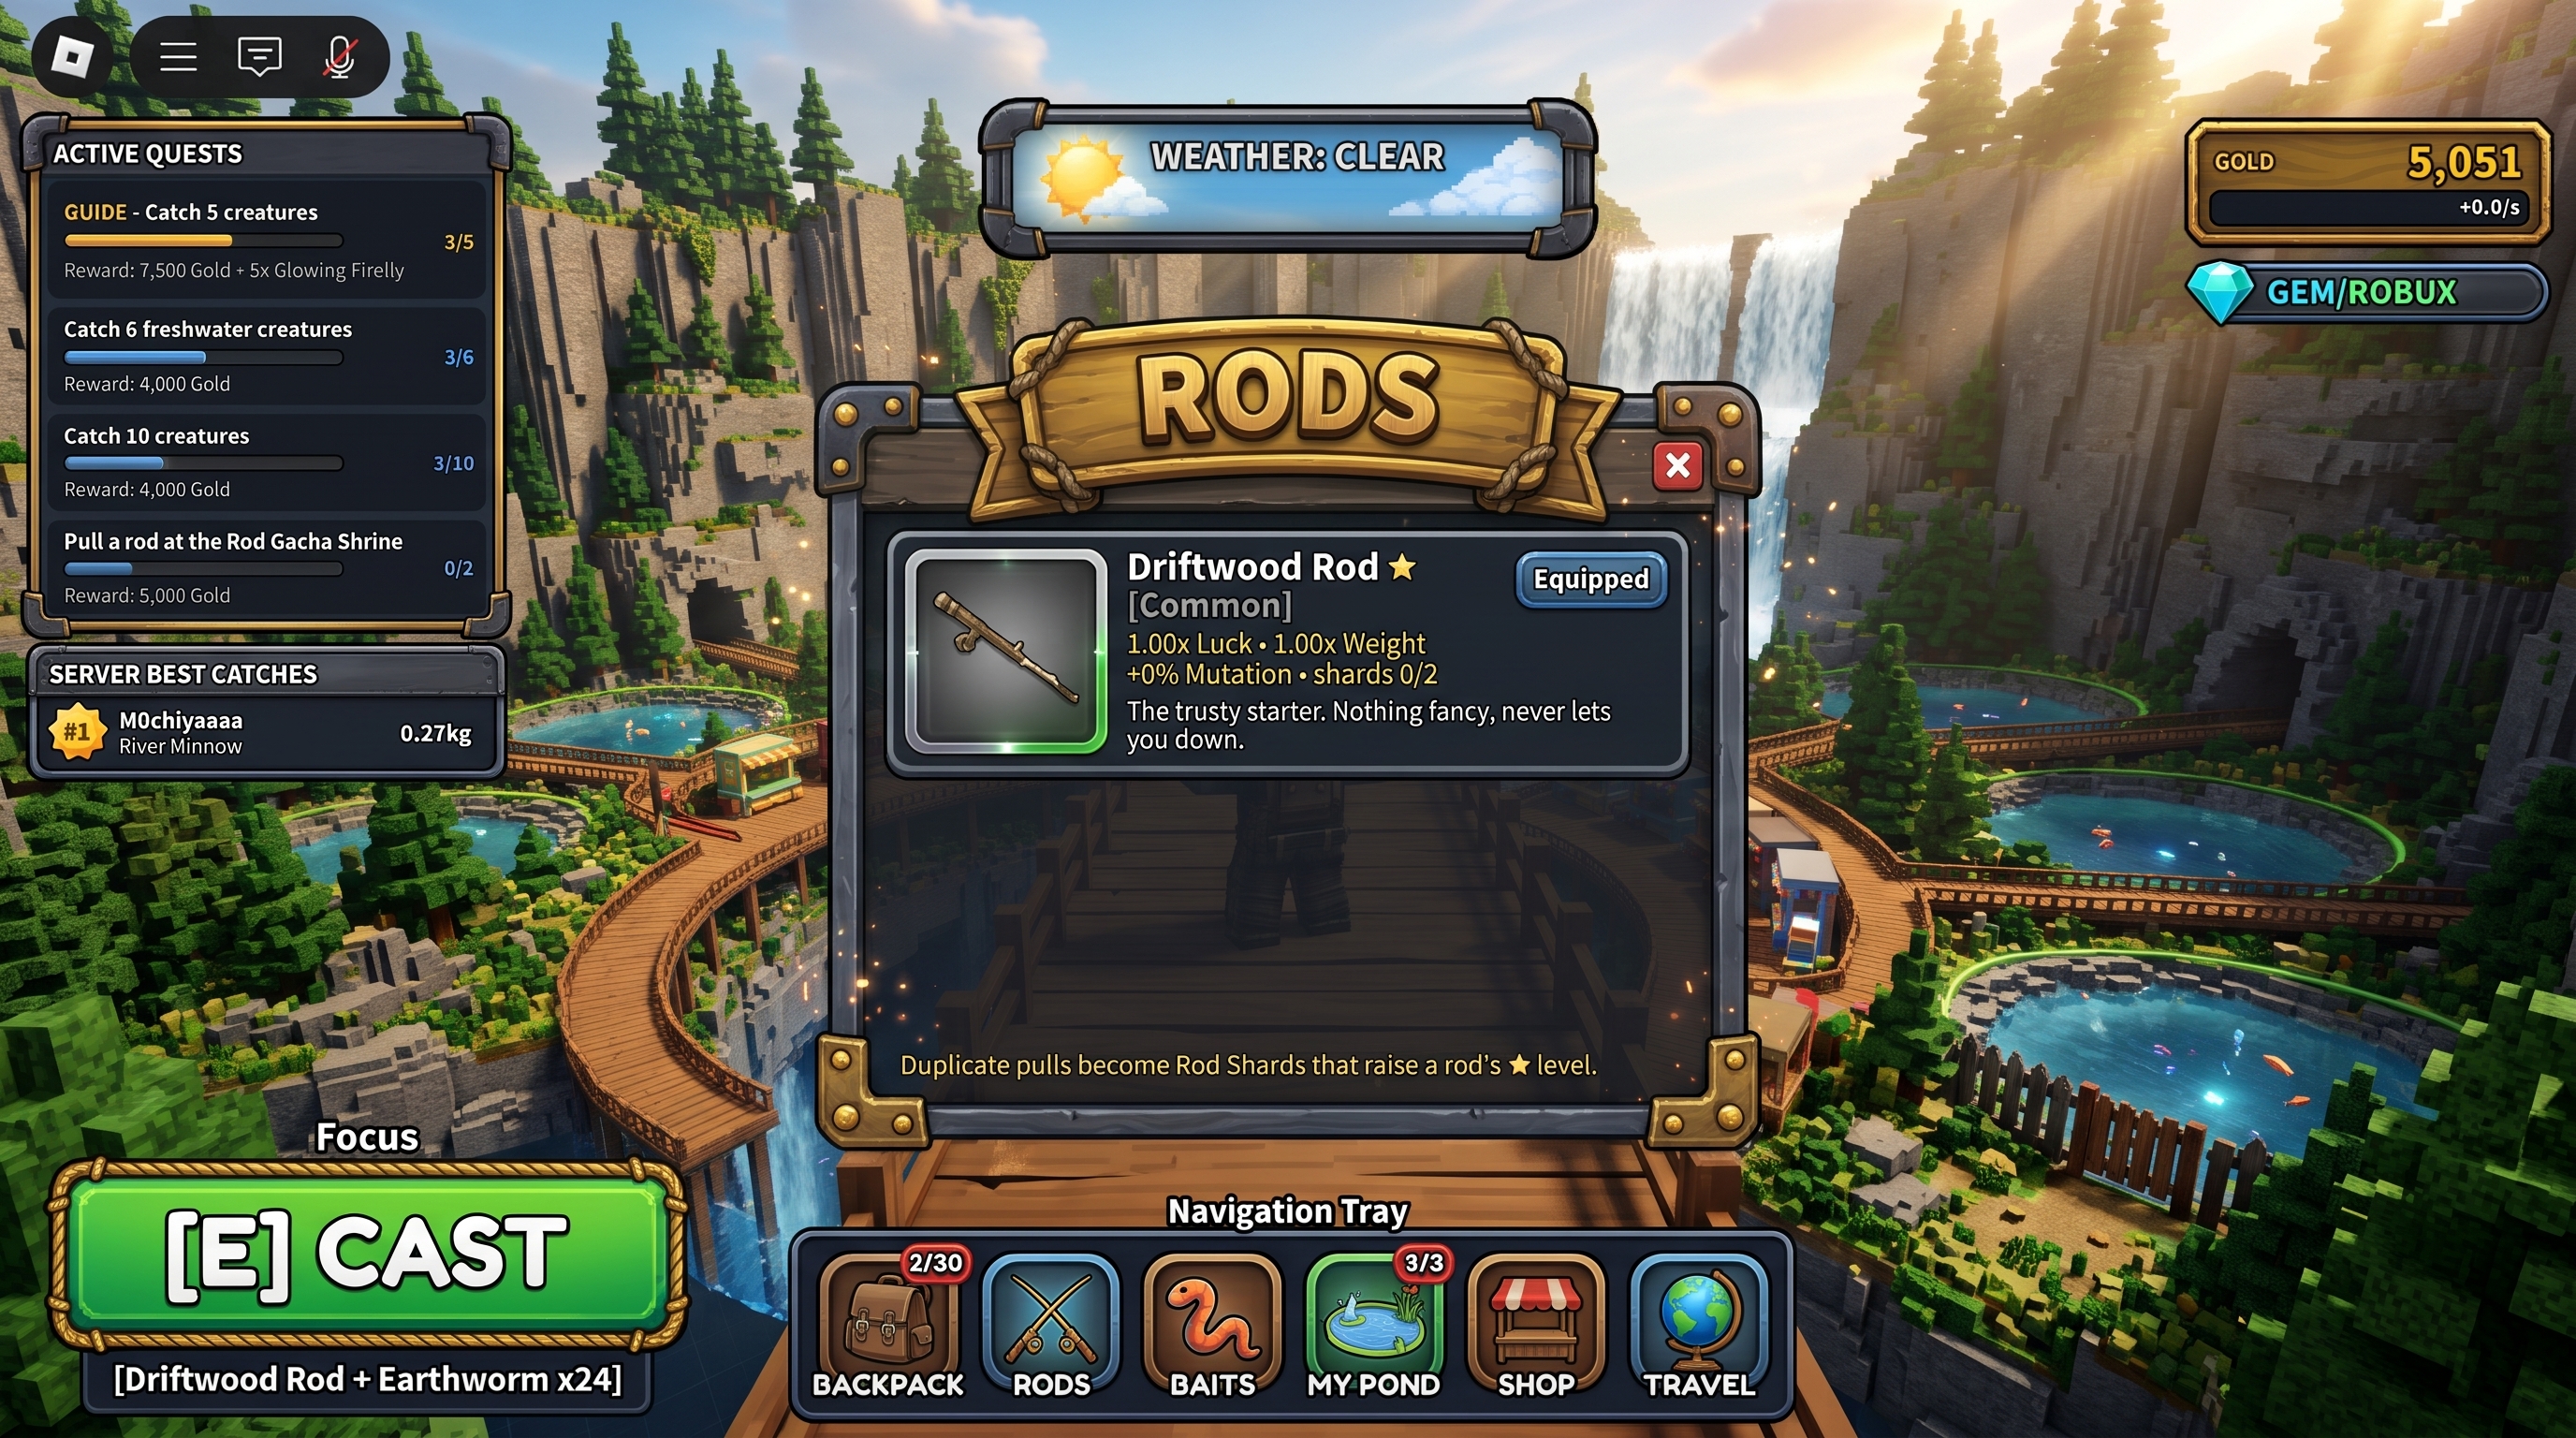 ACTIVE QUESTS
GUIDE - Catch 5 creatures
3/5
Reward: 7,500 Gold + 5x Glowing Firelly
Catch 6 freshwater creatures
3/6
Reward: 4,000 Gold
Catch 10 creatures
3/10
Reward: 4,000 Gold
Pull a rod at the Rod Gacha Shrine
0/2
Reward: 5,000 Gold
SERVER BEST CATCHES
#1
M0chiyaaaa
River Minnow
0.27kg
WEATHER: CLEAR
GOLD
5,051
+0.0/s
GEM/ROBUX
RODS
Driftwood Rod
[Common]
Equipped
1.00x Luck • 1.00x Weight
+0% Mutation • shards 0/2
The trusty starter. Nothing fancy, never lets
you down.
Duplicate pulls become Rod Shards that raise a rod's ★ level.
Focus
[E] CAST
[Driftwood Rod + Earthworm x24]
Navigation Tray
2/30
3/3
BACKPACK
RODS
BAITS
MY POND
SHOP
TRAVEL